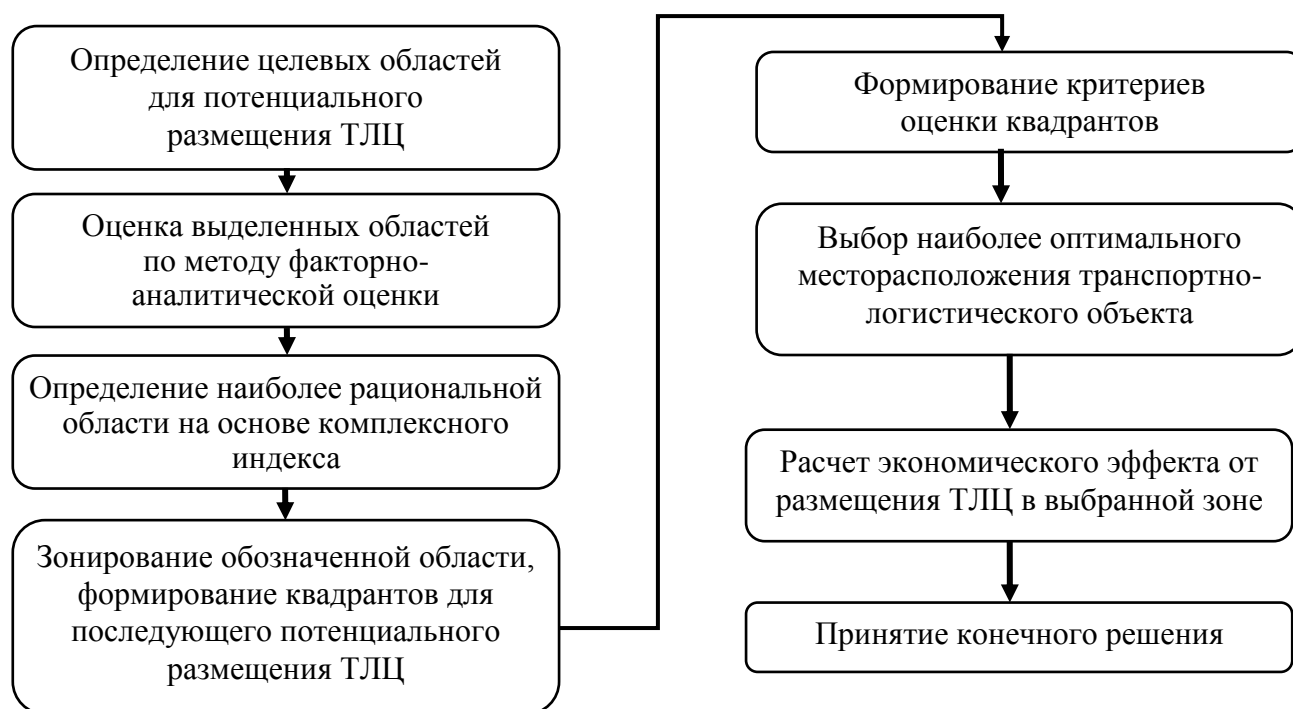 Определение целевых областей
для потенциального
размещения ТЛЦ
Оценка выделенных областей
по методу факторно-
аналитической оценки
Определение наиболее рациональной
области на основе комплексного
индекса
Зонирование обозначенной области,
формирование квадрантов для
последующего потенциального
размещения ТЛЦ
Формирование критериев
оценки квадрантов
Выбор наиболее оптимального
месторасположения транспортно-
логистического объекта
Расчет экономического эффекта от
размещения ТЛЦ в выбранной зоне
Принятие конечного решения